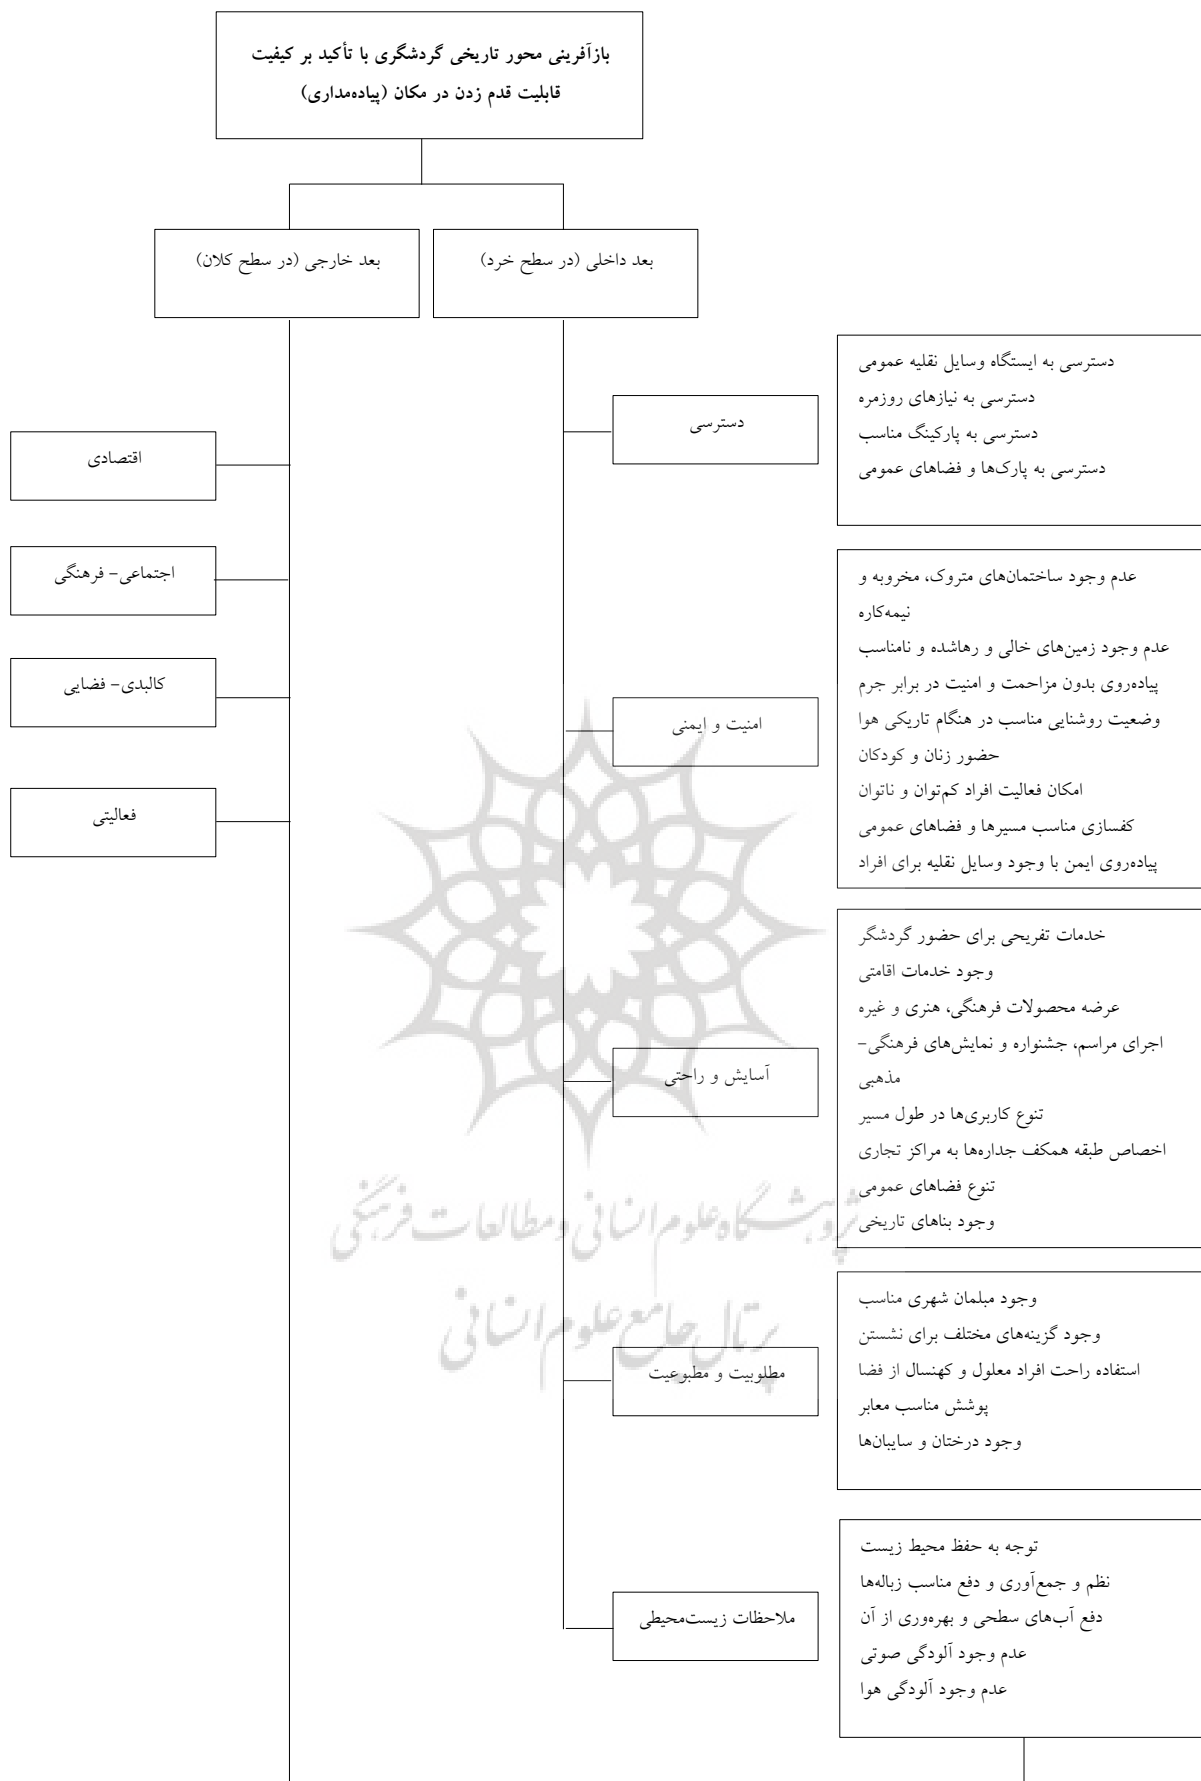 بازآفرینی محور تاریخی گردشگری با تأکید بر کیفیت
قابلیت قدم زدن در مکان (پیاده‌مداری)
بعد داخلی (در سطح خرد)
بعد خارجی (در سطح کلان)
دسترسی به ایستگاه وسایل نقلیه عمومی
دسترسی به نیازهای روزمره
دسترسی به پارکینگ مناسب
دسترسی به پارک‌ها و فضاهای عمومی
دسترسی
اقتصادی
عدم وجود ساختمان‌های متروک، مخروبه و
نیمه‌کاره
عدم وجود زمین‌های خالی و رهاشده و نامناسب
پیاده‌روی بدون مزاحمت و امنیت در برابر جرم
وضعیت روشنایی مناسب در هنگام تاریکی هوا
حضور زنان و کودکان
امکان فعالیت افراد کم‌توان و ناتوان
کفسازی مناسب مسیرها و فضاهای عمومی
پیاده‌روی ایمن با وجود وسایل نقلیه برای افراد
امنیت و ایمنی
اجتماعی- فرهنگی
کالبدی- فضایی
فعالیتی
خدمات تفریحی برای حضور گردشگر
وجود خدمات اقامتی
عرضه محصولات فرهنگی، هنری و غیره
اجرای مراسم، جشنواره و نمایش‌های فرهنگی-
مذهبی
تنوع کاربری‌ها در طول مسیر
اخصاص طبقه همکف جداره‌ها به مراکز تجاری
تنوع فضاهای عمومی
وجود بناهای تاریخی
آسایش و راحتی
پژوهشگاه علوم انسانی و مطالعات فرهنگی
پرتال جامع علوم انسانی
وجود مبلمان شهری مناسب
وجود گزینه‌های مختلف برای نشستن
استفاده راحت افراد معلول و کهنسال از فضا
پوشش مناسب معابر
وجود درختان و سایبان‌ها
مطلوبیت و مطبوعیت
توجه به حفظ محیط زیست
نظم و جمع‌آوری و دفع مناسب زباله‌ها
دفع آب‌های سطحی و بهره‌وری از آن
عدم وجود آلودگی صوتی
عدم وجود آلودگی هوا
ملاحظات زیست‌محیطی